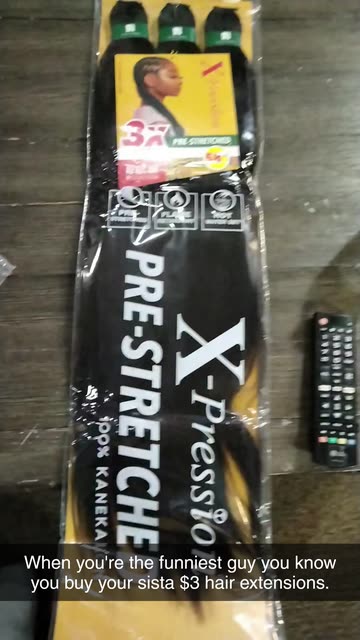 X-Pression
3X
PRE-STRETCHED
X-Pression
PRE-STRETCHE
100% KANEKA
When you're the funniest guy you know
you buy your sista $3 hair extensions.